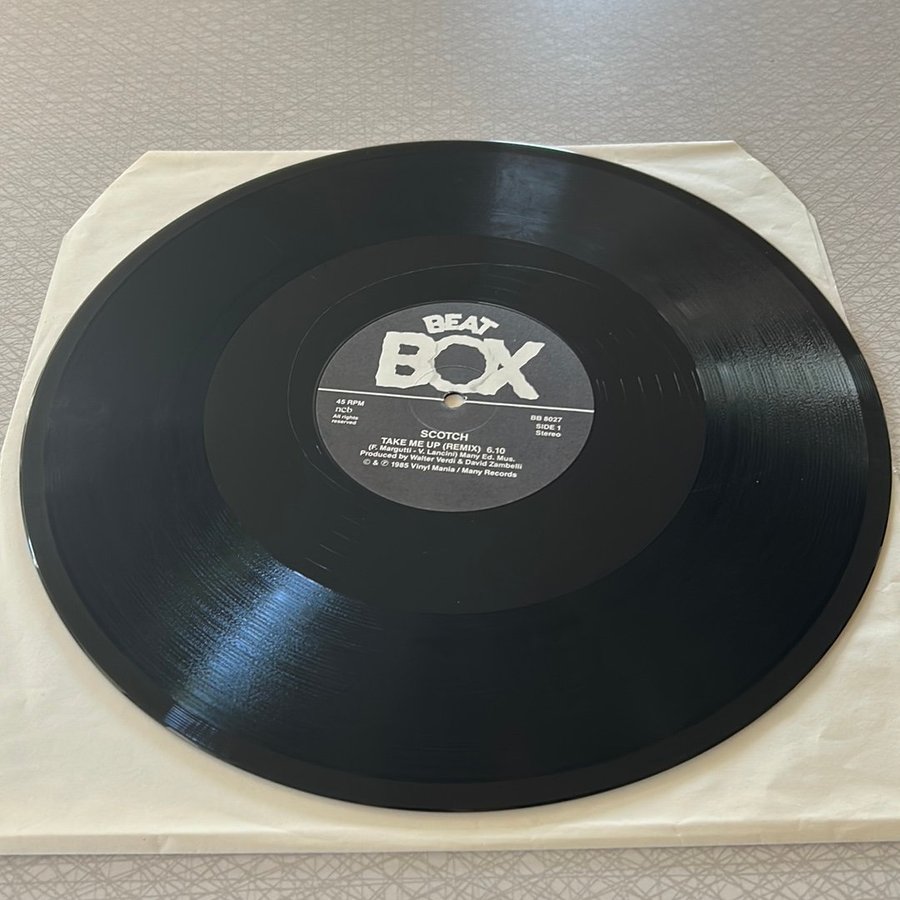 BEAT
BOX
45 RPM
ncb
All rights
reserved
BB 8027
SIDE 1
Stereo
SCOTCH
TAKE ME UP (REMIX) 6.10
(F. Margutti - V. Lancini) Many Ed. Mus.
Produced by Walter Verdi & David Zambelli
© & ℗ 1985 Vinyl Mania / Many Records